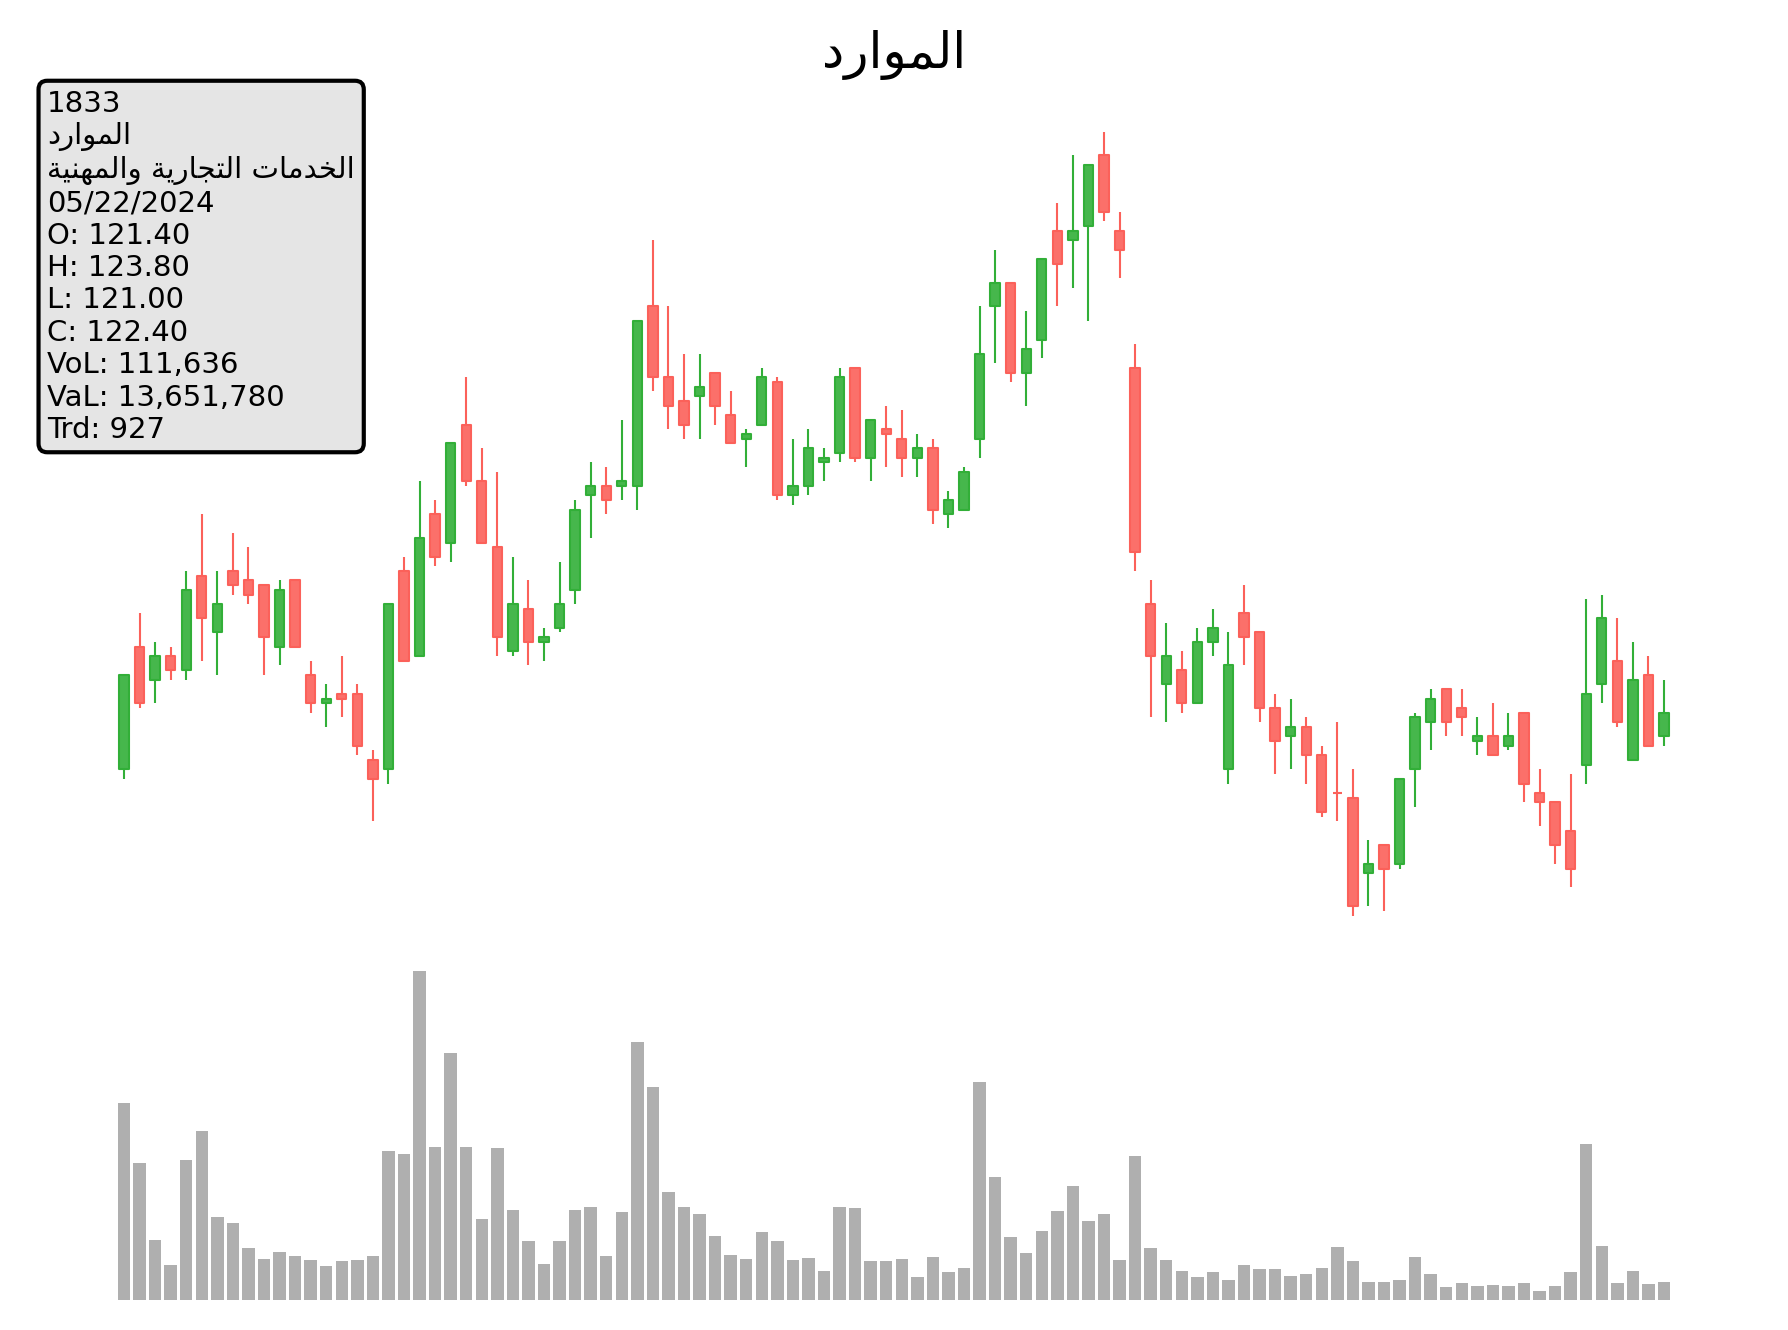 الموارد
1833
الموارد
الخدمات التجارية والمهنية
05/22/2024
O: 121.40
H: 123.80
L: 121.00
C: 122.40
VoL: 111,636
VaL: 13,651,780
Trd: 927